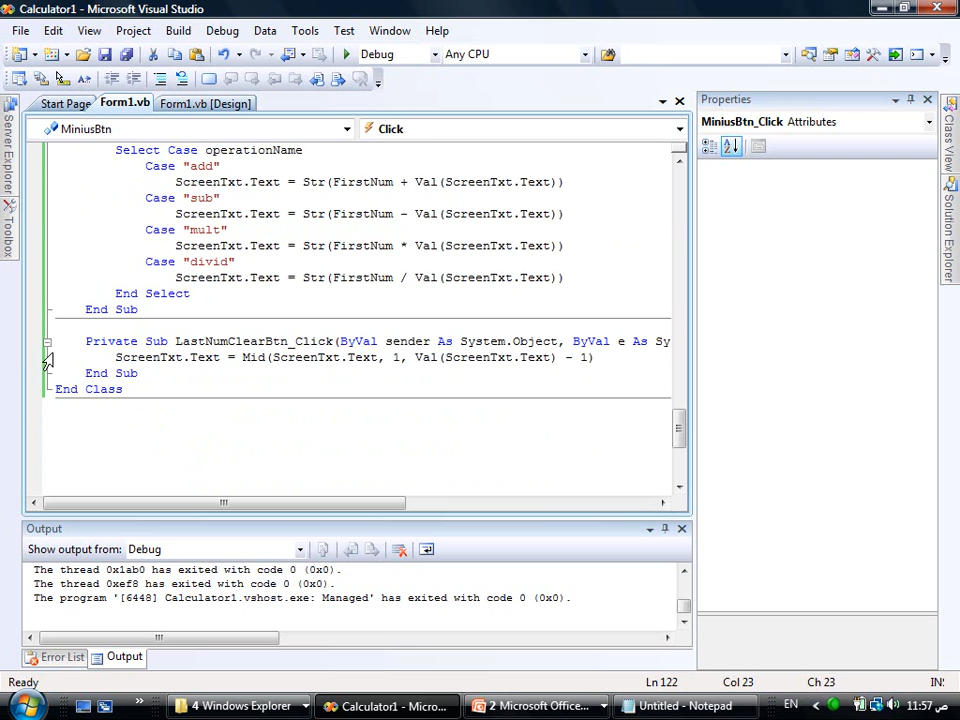 Calculator1 - Microsoft Visual Studio
File Edit View Project Build Debug Data Tools Test Window Help
Debug Any CPU
Start Page Form1.vb Form1.vb [Design]
MiniusBtn Click
Select Case operationName
Case "add"
ScreenTxt.Text = Str(FirstNum + Val(ScreenTxt.Text))
Case "sub"
ScreenTxt.Text = Str(FirstNum - Val(ScreenTxt.Text))
Case "mult"
ScreenTxt.Text = Str(FirstNum * Val(ScreenTxt.Text))
Case "divid"
ScreenTxt.Text = Str(FirstNum / Val(ScreenTxt.Text))
End Select
End Sub
Private Sub LastNumClearBtn_Click(ByVal sender As System.Object, ByVal e As Sy
ScreenTxt.Text = Mid(ScreenTxt.Text, 1, Val(ScreenTxt.Text) - 1)
End Sub
End Class
Server Explorer
Toolbox
Properties
MiniusBtn_Click Attributes
Class View
Solution Explorer
Output
Show output from: Debug
The thread 0x1ab0 has exited with code 0 (0x0).
The thread 0xef8 has exited with code 0 (0x0).
The program '[6448] Calculator1.vshost.exe: Managed' has exited with code 0 (0x0).
Error List Output
Ready Ln 122 Col 23 Ch 23 INS
4 Windows Explorer Calculator1 - Micro... 2 Microsoft Office... Untitled - Notepad EN 11:57 ص